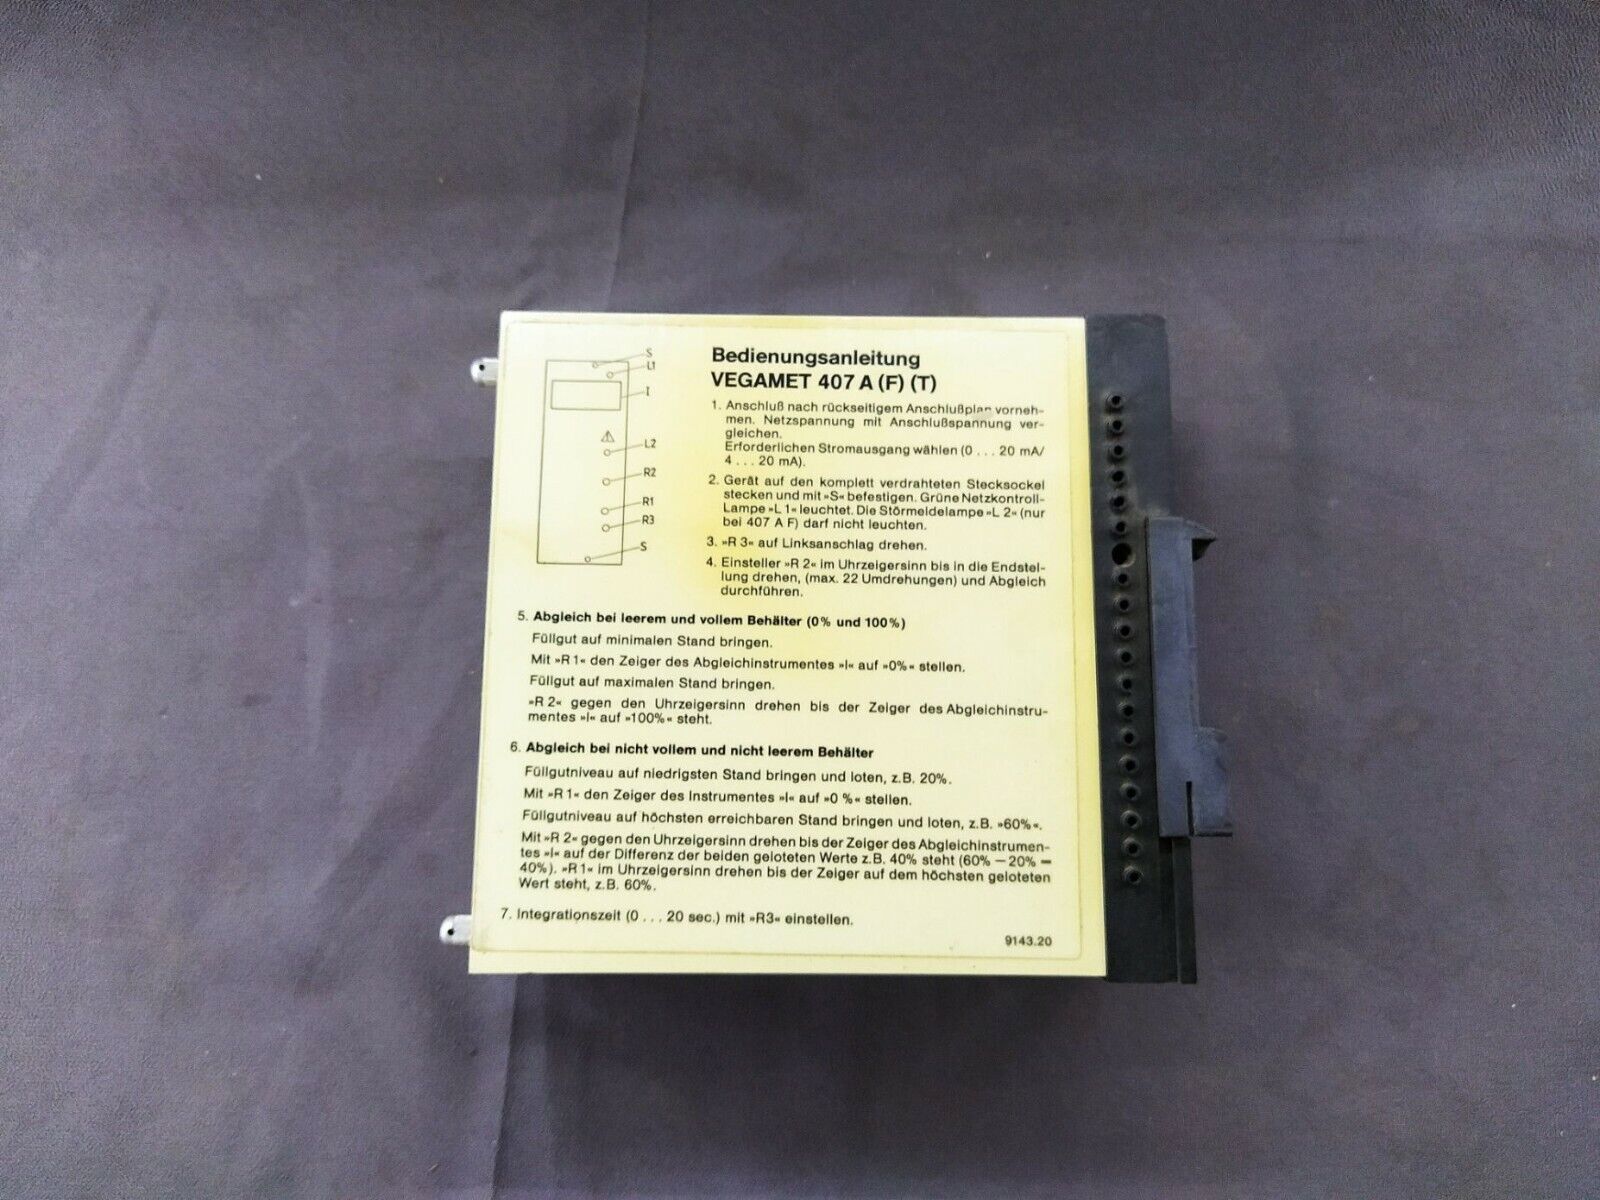 S
L1
I
L2
R2
R1
R3
S
Bedienungsanleitung
VEGAMET 407 A (F) (T)
1. Anschluß nach rückseitigem Anschlußplan vorneh-
men. Netzspannung mit Anschlußspannung ver-
gleichen.
Erforderlichen Stromausgang wählen (0 . . . 20 mA/
4 . . . 20 mA).
2. Gerät auf den komplett verdrahteten Stecksockel
stecken und mit »S« befestigen. Grüne Netzkontroll-
Lampe »L 1« leuchtet. Die Störmeldelampe »L 2« (nur
bei 407 A F) darf nicht leuchten.
3. »R 3« auf Linksanschlag drehen.
4. Einsteller »R 2« im Uhrzeigersinn bis in die Endstel-
lung drehen, (max. 22 Umdrehungen) und Abgleich
durchführen.
5. Abgleich bei leerem und vollem Behälter (0% und 100%)
Füllgut auf minimalen Stand bringen.
Mit »R 1« den Zeiger des Abgleichinstrumentes »I« auf »0%« stellen.
Füllgut auf maximalen Stand bringen.
»R 2« gegen den Uhrzeigersinn drehen bis der Zeiger des Abgleichinstru-
mentes »I« auf »100%« steht.
6. Abgleich bei nicht vollem und nicht leerem Behälter
Füllgutniveau auf niedrigsten Stand bringen und loten, z.B. 20%.
Mit »R 1« den Zeiger des Instrumentes »I« auf »0 %« stellen.
Füllgutniveau auf höchsten erreichbaren Stand bringen und loten, z.B. »60%«.
Mit »R 2« gegen den Uhrzeigersinn drehen bis der Zeiger des Abgleichinstrumen-
tes »I« auf der Differenz der beiden geloteten Werte z.B. 40% steht (60% – 20% =
40%). »R 1« im Uhrzeigersinn drehen bis der Zeiger auf dem höchsten geloteten
Wert steht, z.B. 60%.
7. Integrationszeit (0 . . . 20 sec.) mit »R3« einstellen.
9143.20